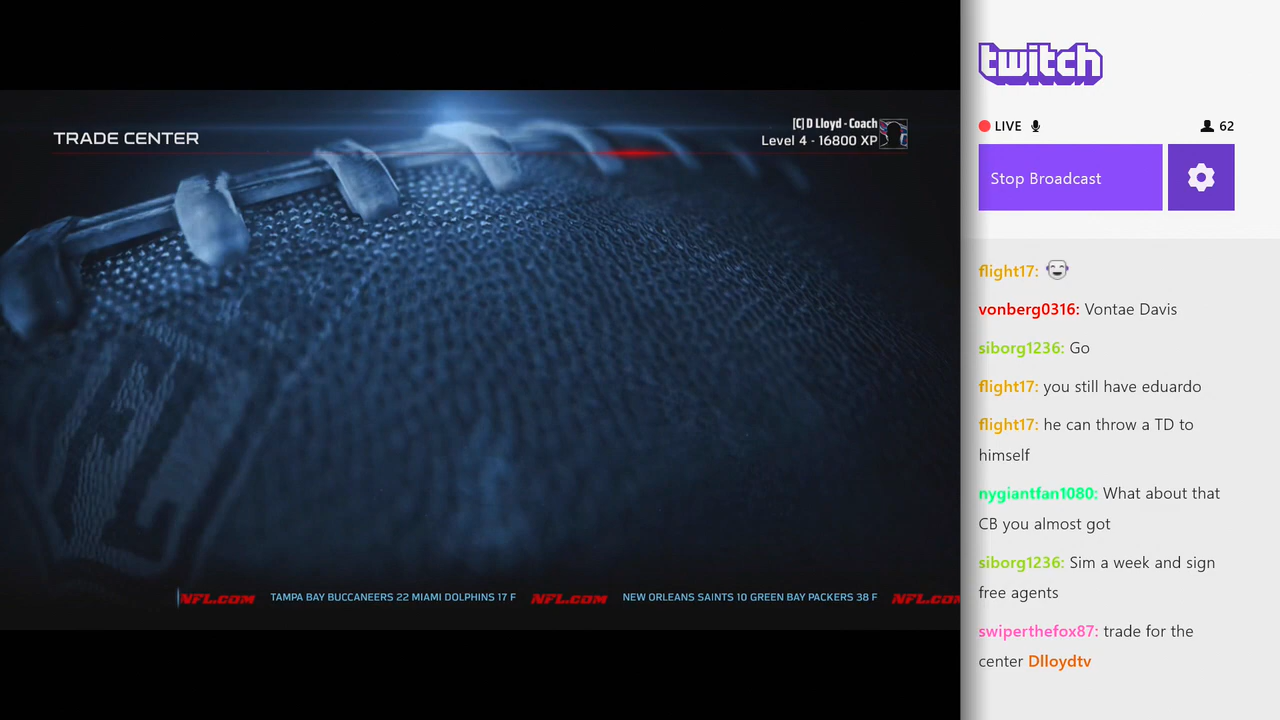 TRADE CENTER
[C] D Lloyd - Coach
Level 4 - 16800 XP
NFL.COM TAMPA BAY BUCCANEERS 22 MIAMI DOLPHINS 17 F NFL.COM NEW ORLEANS SAINTS 10 GREEN BAY PACKERS 38 F NFL.COM
twitch
LIVE 62
Stop Broadcast
flight17:
vonberg0316: Vontae Davis
siborg1236: Go
flight17: you still have eduardo
flight17: he can throw a TD to
himself
nygiantfan1080: What about that
CB you almost got
siborg1236: Sim a week and sign
free agents
swiperthefox87: trade for the
center Dlloydtv